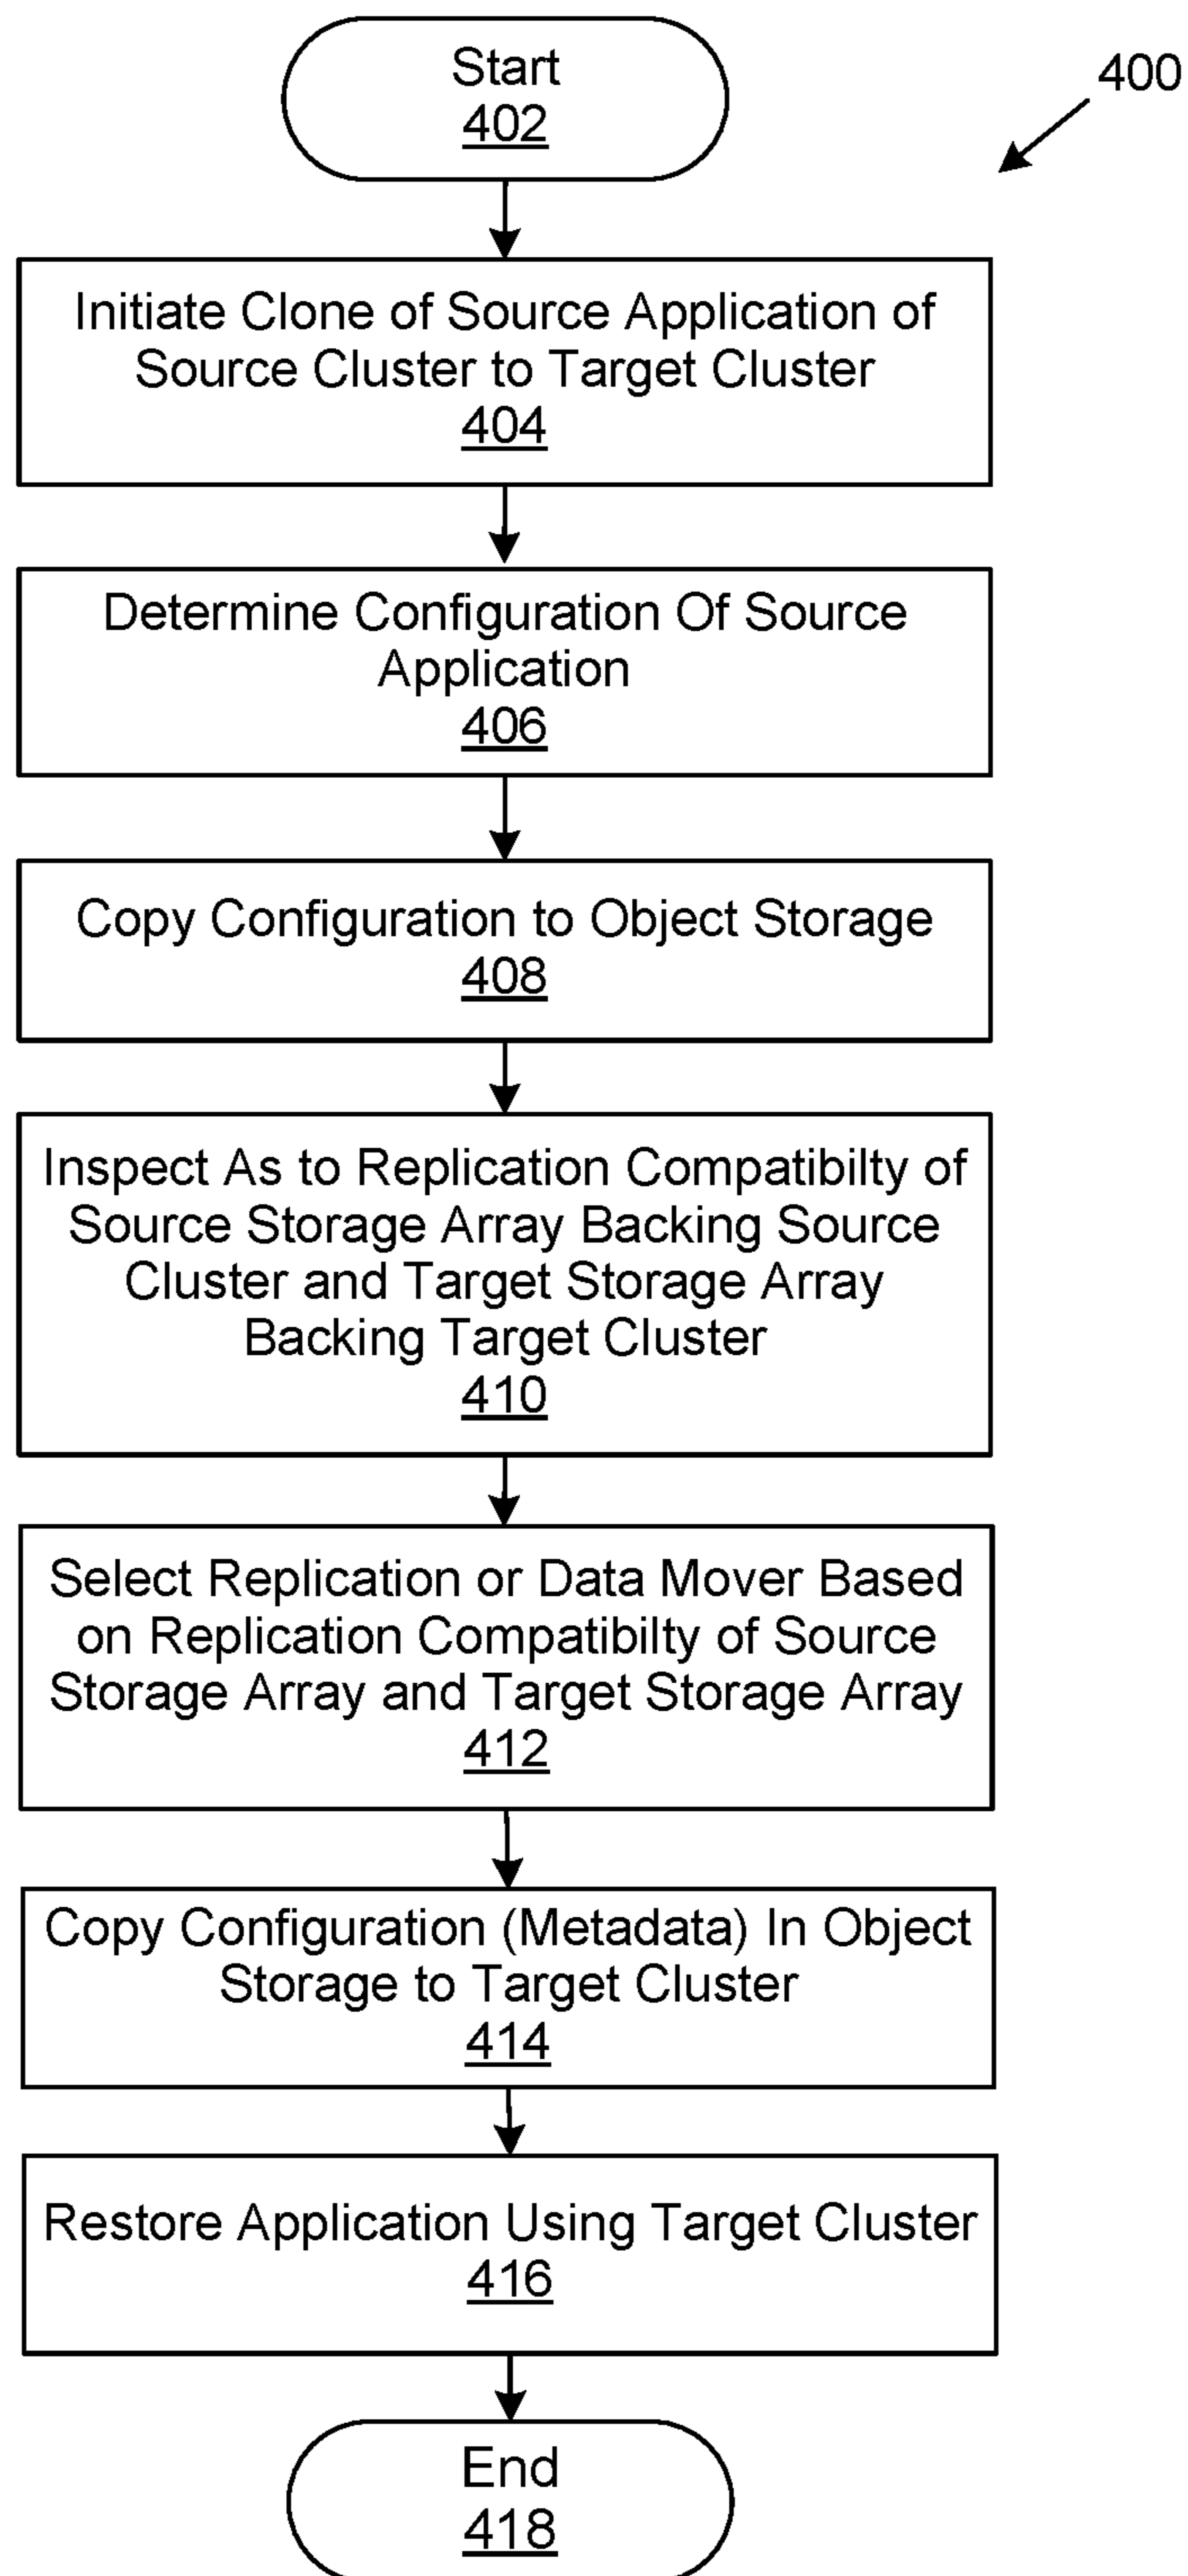 Start
402
400
Initiate Clone of Source Application of
Source Cluster to Target Cluster
404
Determine Configuration Of Source
Application
406
Copy Configuration to Object Storage
408
Inspect As to Replication Compatibilty of
Source Storage Array Backing Source
Cluster and Target Storage Array
Backing Target Cluster
410
Select Replication or Data Mover Based
on Replication Compatibilty of Source
Storage Array and Target Storage Array
412
Copy Configuration (Metadata) In Object
Storage to Target Cluster
414
Restore Application Using Target Cluster
416
End
418